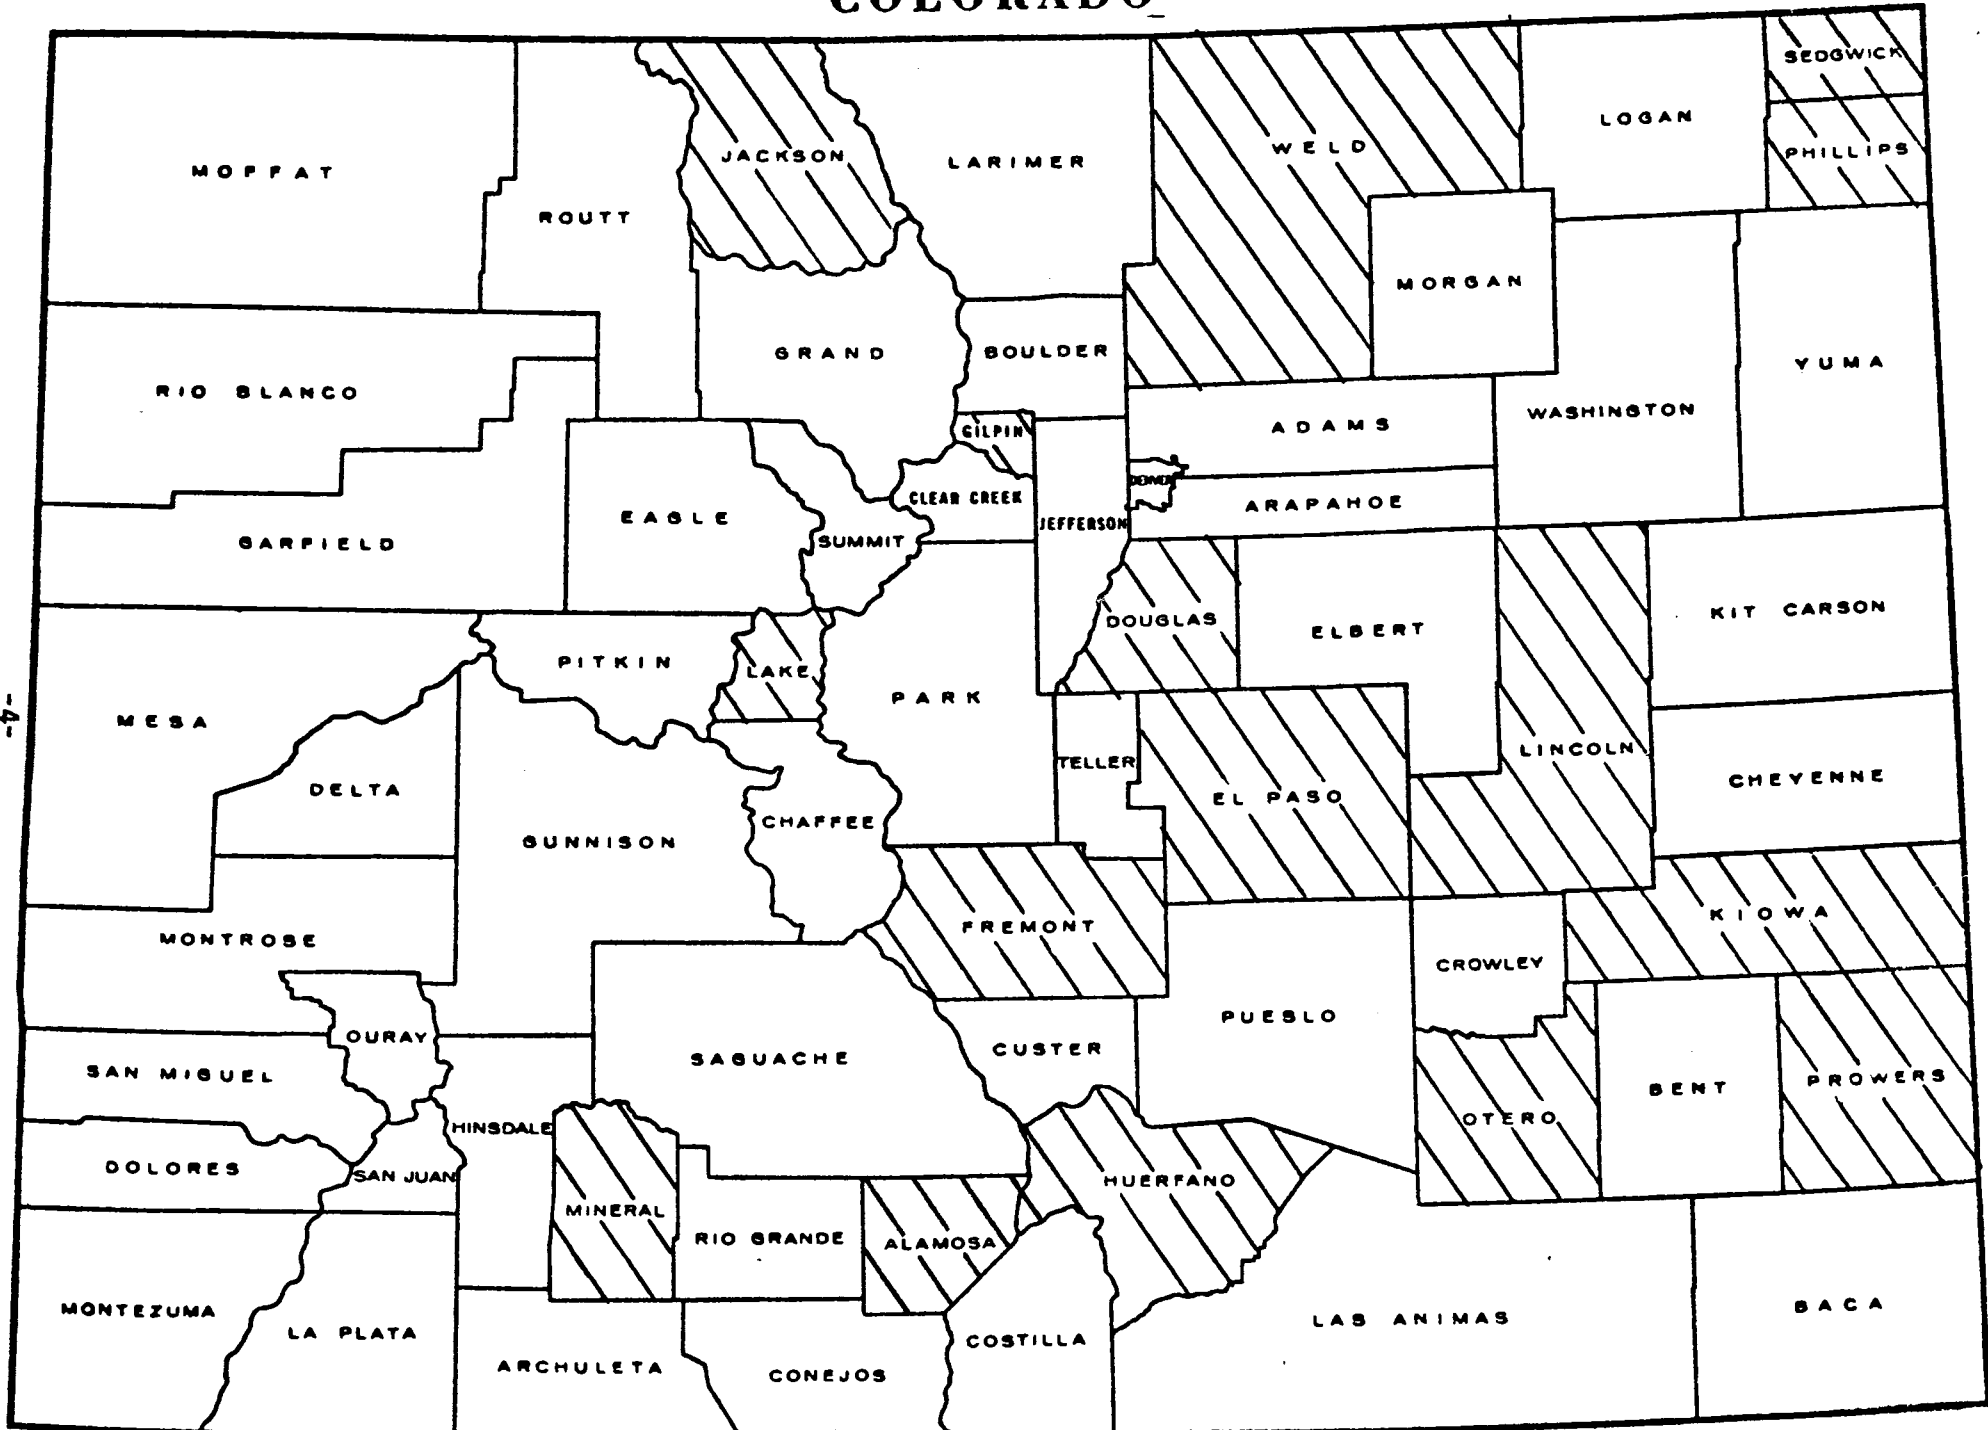 COLORADO
SEDGWICK
LOGAN
WELD
PHILLIPS
JACKSON
LARIMER
MOFFAT
ROUTT
MORGAN
GRAND
BOULDER
YUMA
RIO BLANCO
WASHINGTON
ADAMS
GILPIN
DENVER
CLEAR CREEK
ARAPAHOE
EAGLE
JEFFERSON
SUMMIT
GARFIELD
KIT CARSON
DOUGLAS
ELBERT
PITKIN
LAKE
PARK
-4-
MESA
LINCOLN
TELLER
CHEYENNE
DELTA
EL PASO
CHAFFEE
GUNNISON
KIOWA
FREMONT
MONTROSE
CROWLEY
PUEBLO
OURAY
CUSTER
SAGUACHE
SAN MIGUEL
PROWERS
BENT
OTERO
HINSDALE
DOLORES
SAN JUAN
HUERFANO
MINERAL
RIO GRANDE
ALAMOSA
MONTEZUMA
BACA
LAS ANIMAS
LA PLATA
COSTILLA
ARCHULETA
CONEJOS